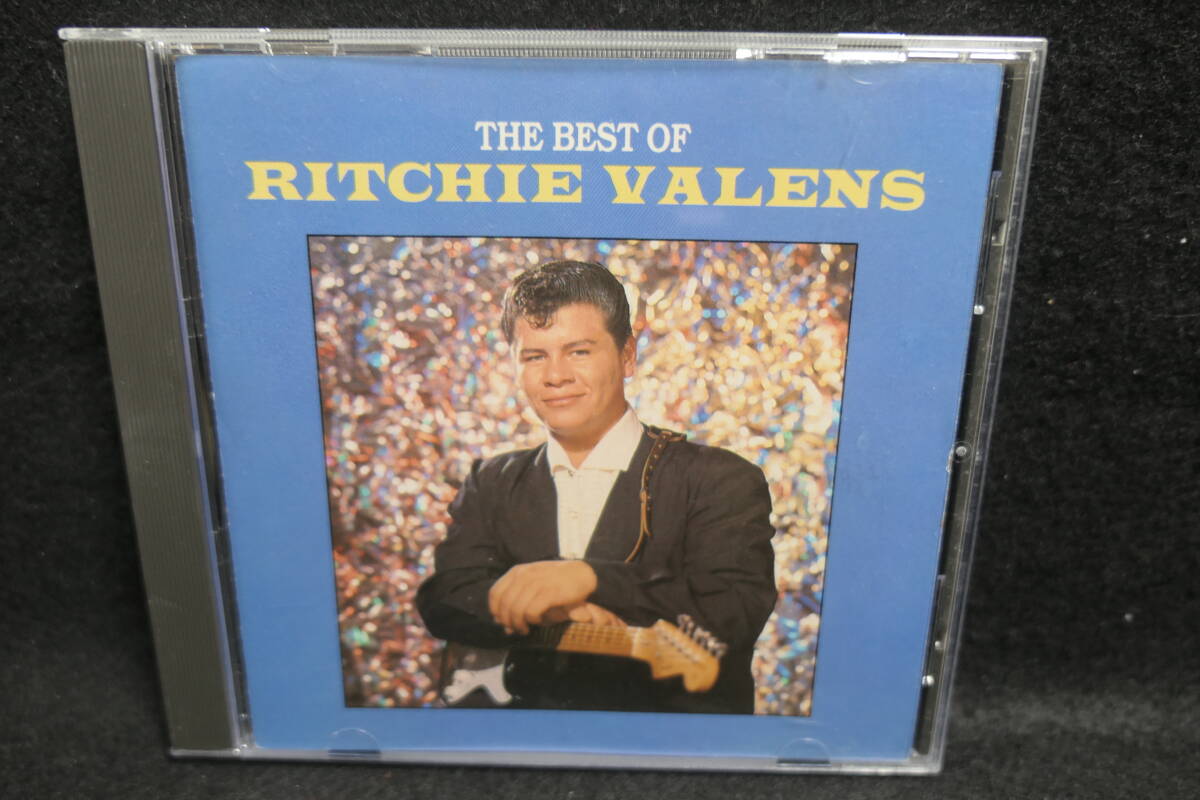 THE BEST OF
RITCHIE VALENS